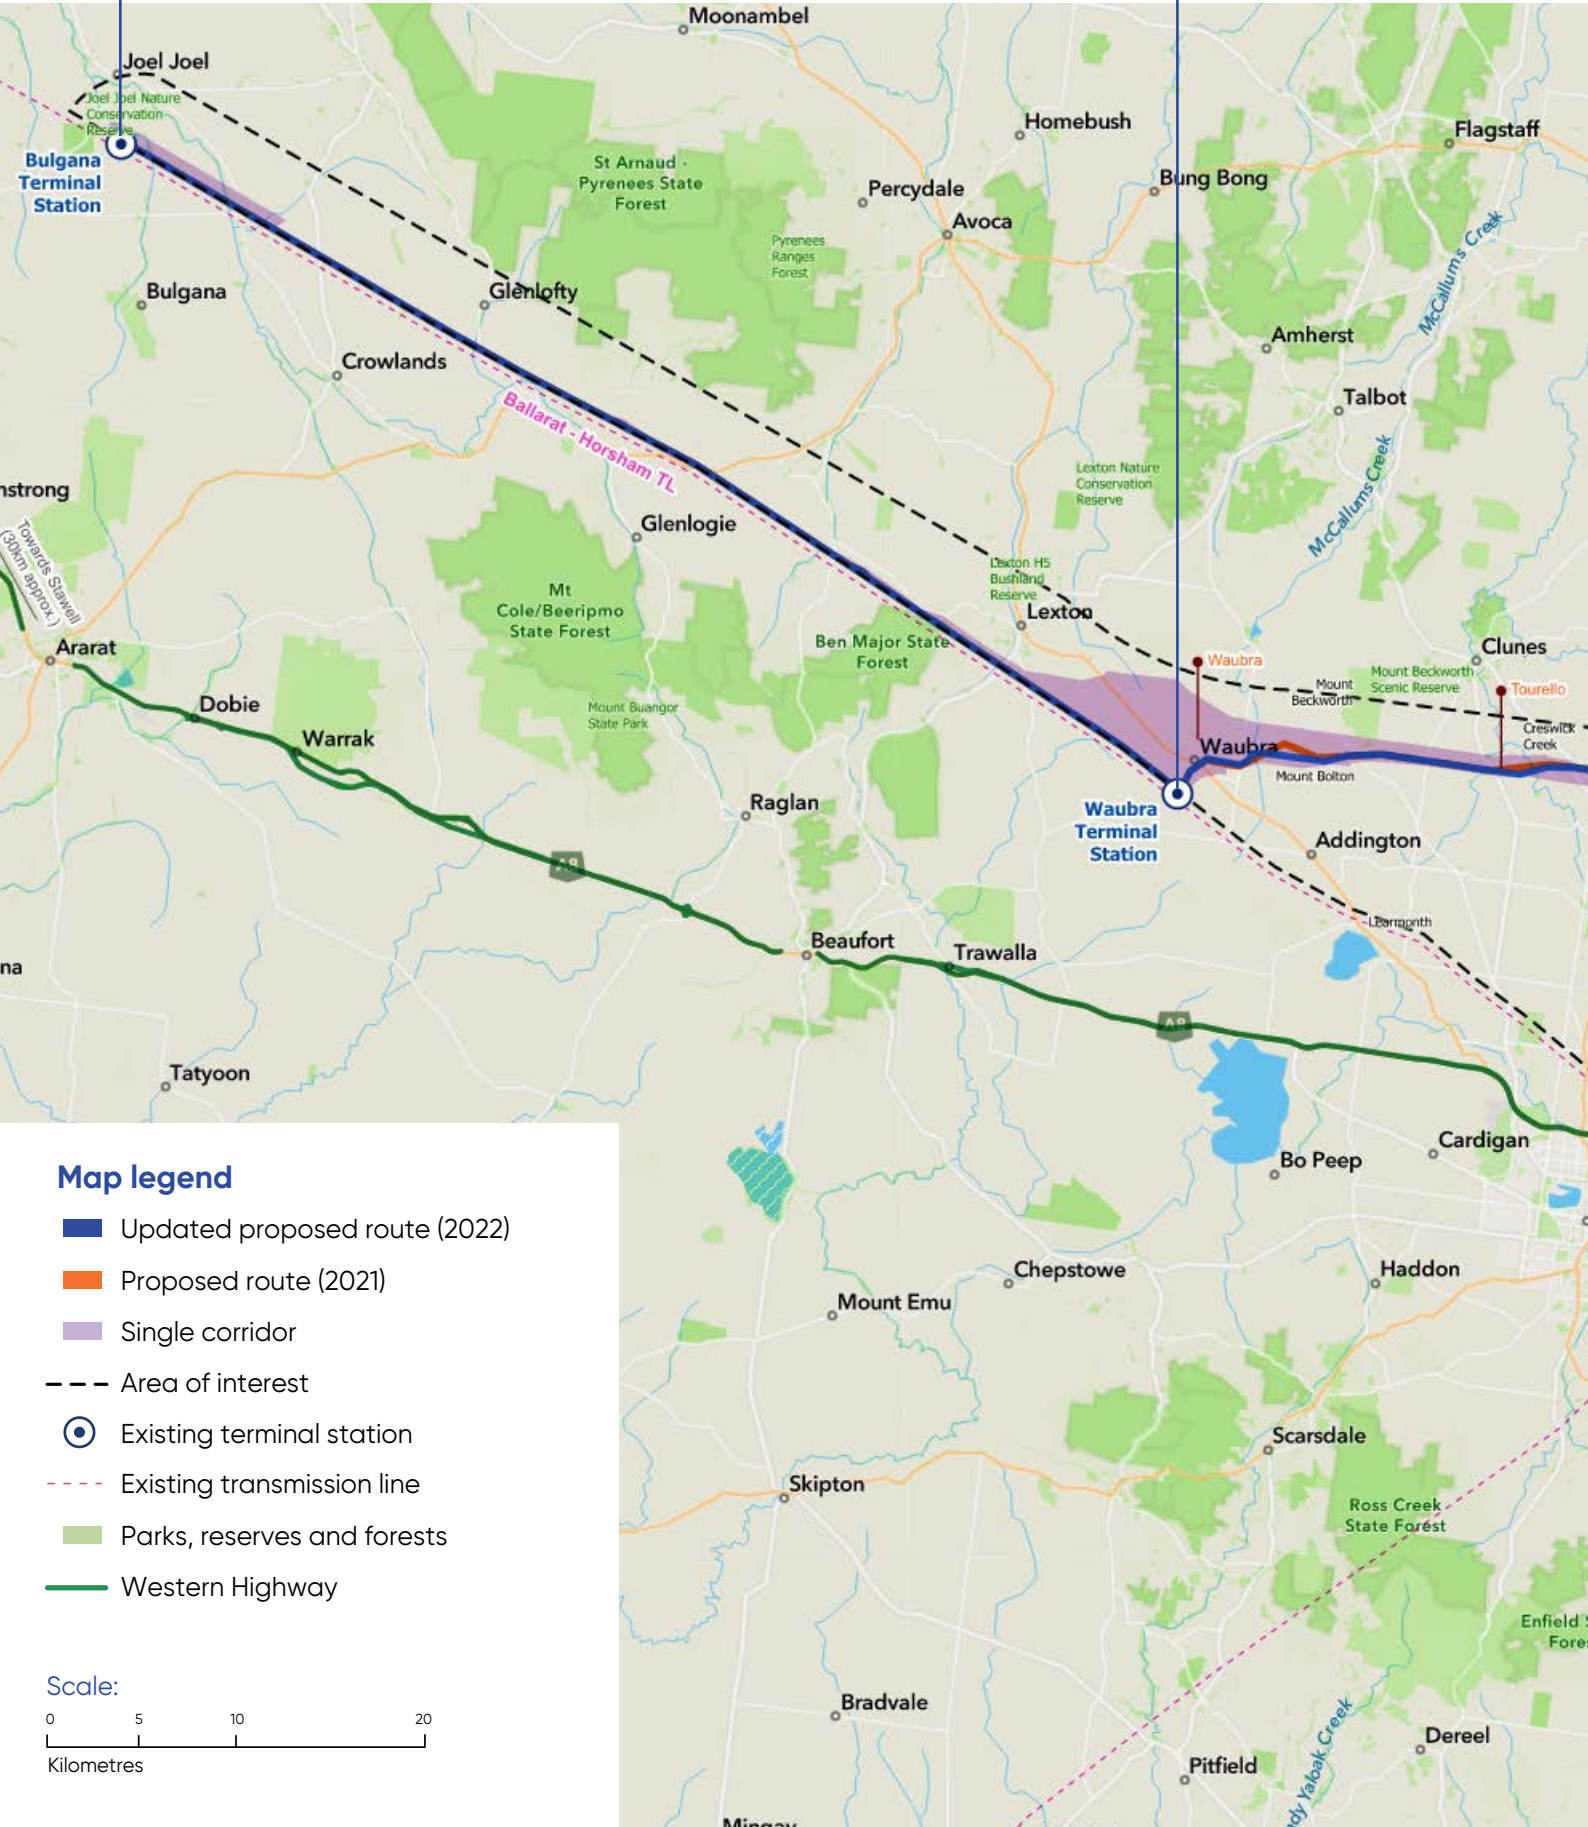 Moonambel
Joel Joel
Joel Joel Nature
Conservation
Reserve
Homebush
Flagstaff
Bulgana
Terminal
Station
St Arnaud -
Pyrenees State
Forest
Percydale
Bung Bong
Avoca
McCallums Creek
Pyrenees
Ranges
Forest
Bulgana
Glenlofty
Amherst
Crowlands
Talbot
Ballarat - Horsham TL
Lexton Nature
Conservation
Reserve
McCallums Creek
nstrong
Towards Stawell
(30km approx.)
Glenlogie
Lexton H5
Bushland
Reserve
Mt
Cole/Beeripmo
State Forest
Lexton
Ben Major State
Forest
Ararat
Clunes
Waubra
Mount Beckworth
Scenic Reserve
Mount
Beckworth
Tourello
Dobie
Mount Buangor
State Park
Creswick
Creek
Warrak
Waubra
Mount Bolton
Raglan
Waubra
Terminal
Station
Addington
A8
Learmonth
Beaufort
Trawalla
na
A8
Tatyoon
Cardigan
Bo Peep
Map legend
Updated proposed route (2022)
Proposed route (2021)
Single corridor
Area of interest
Existing terminal station
Existing transmission line
Parks, reserves and forests
Western Highway
Scale:
0 5 10 20
Kilometres
Chepstowe
Haddon
Mount Emu
Scarsdale
Skipton
Ross Creek
State Forest
Enfield S
Fores
Bradvale
dy Yaloak Creek
Dereel
Pitfield
Mingay